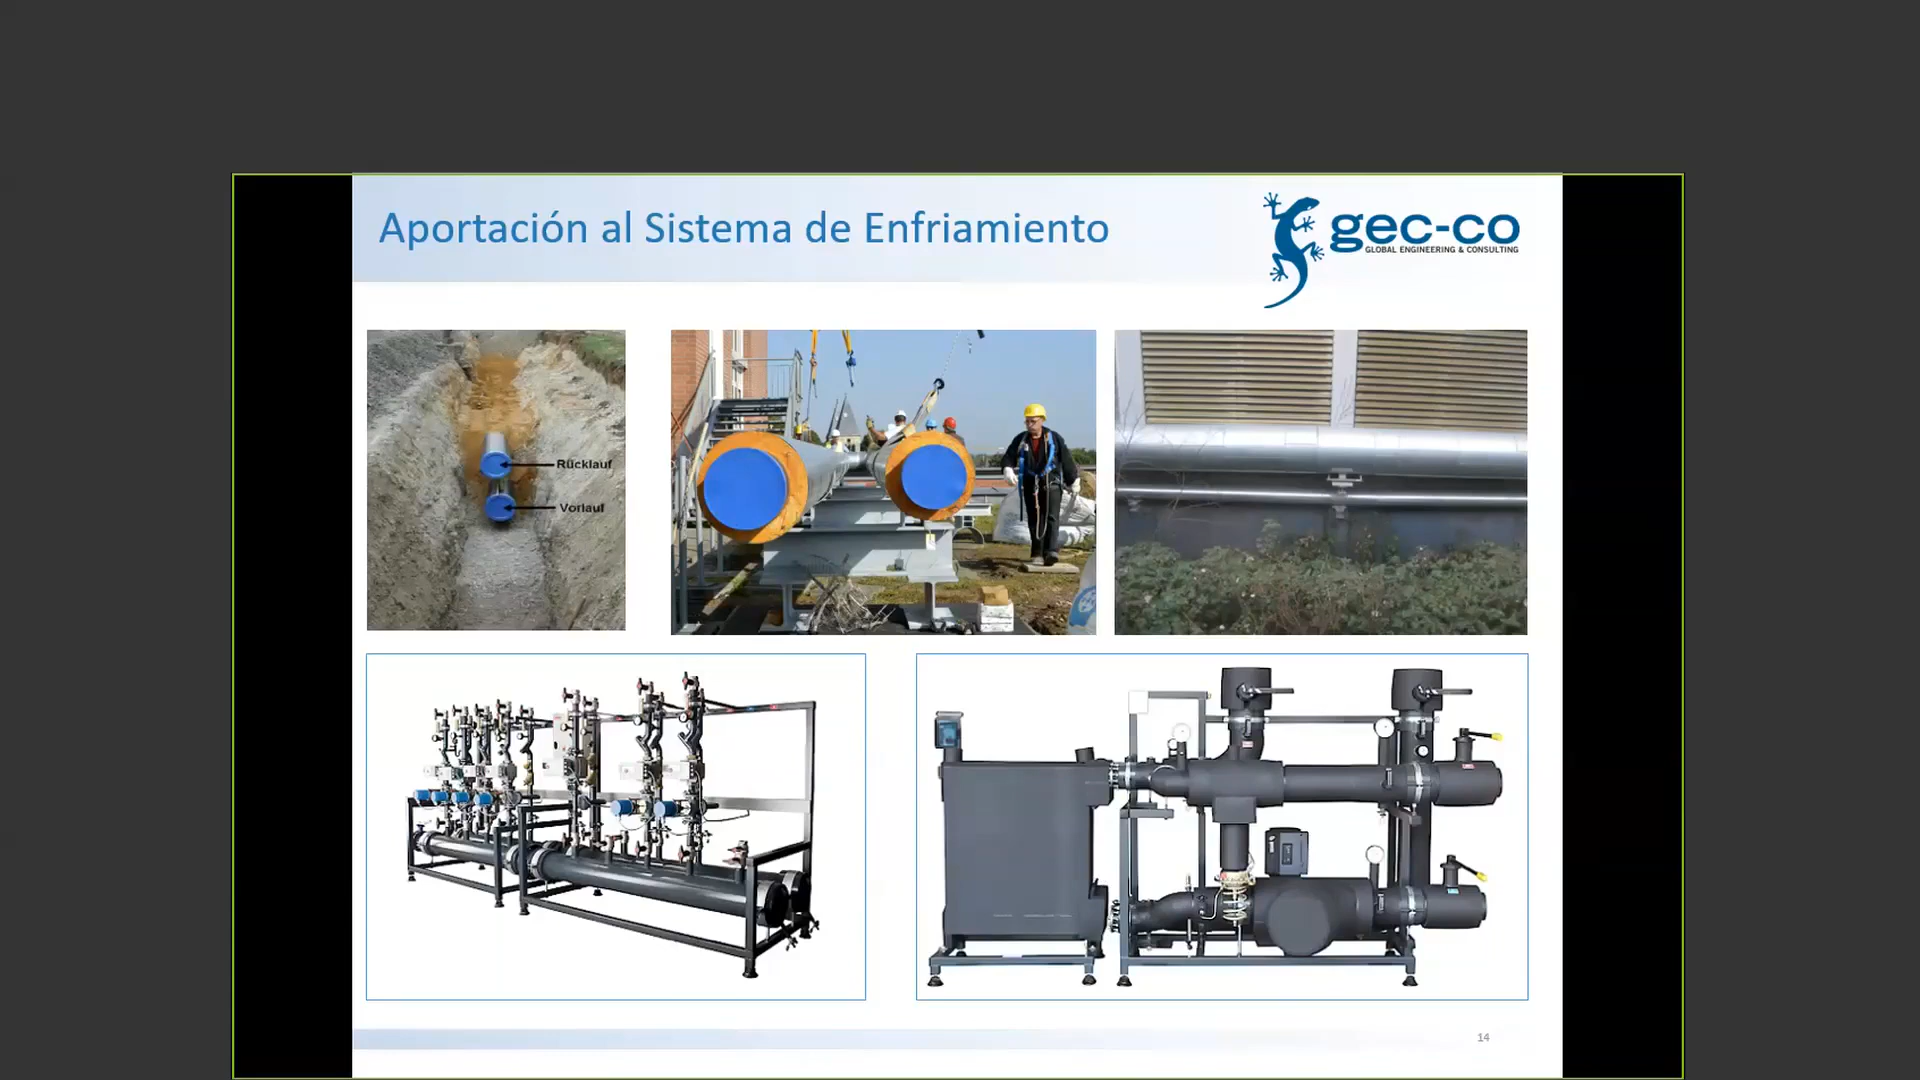 Aportación al Sistema de Enfriamiento
gec-co
GLOBAL ENGINEERING & CONSULTING
Rücklauf
Vorlauf
14